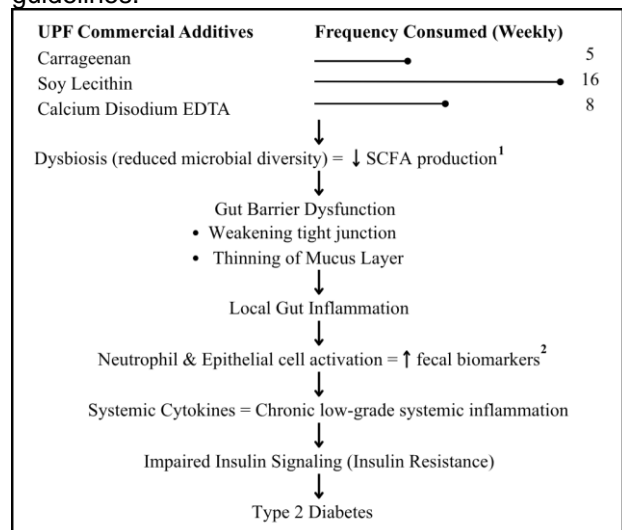 guidelines.
UPF Commercial Additives Frequency Consumed (Weekly)
Carrageenan 5
Soy Lecithin 16
Calcium Disodium EDTA 8
Dysbiosis (reduced microbial diversity) = ↓ SCFA production¹
Gut Barrier Dysfunction
• Weakening tight junction
• Thinning of Mucus Layer
Local Gut Inflammation
Neutrophil & Epithelial cell activation = ↑ fecal biomarkers²
Systemic Cytokines = Chronic low-grade systemic inflammation
Impaired Insulin Signaling (Insulin Resistance)
Type 2 Diabetes